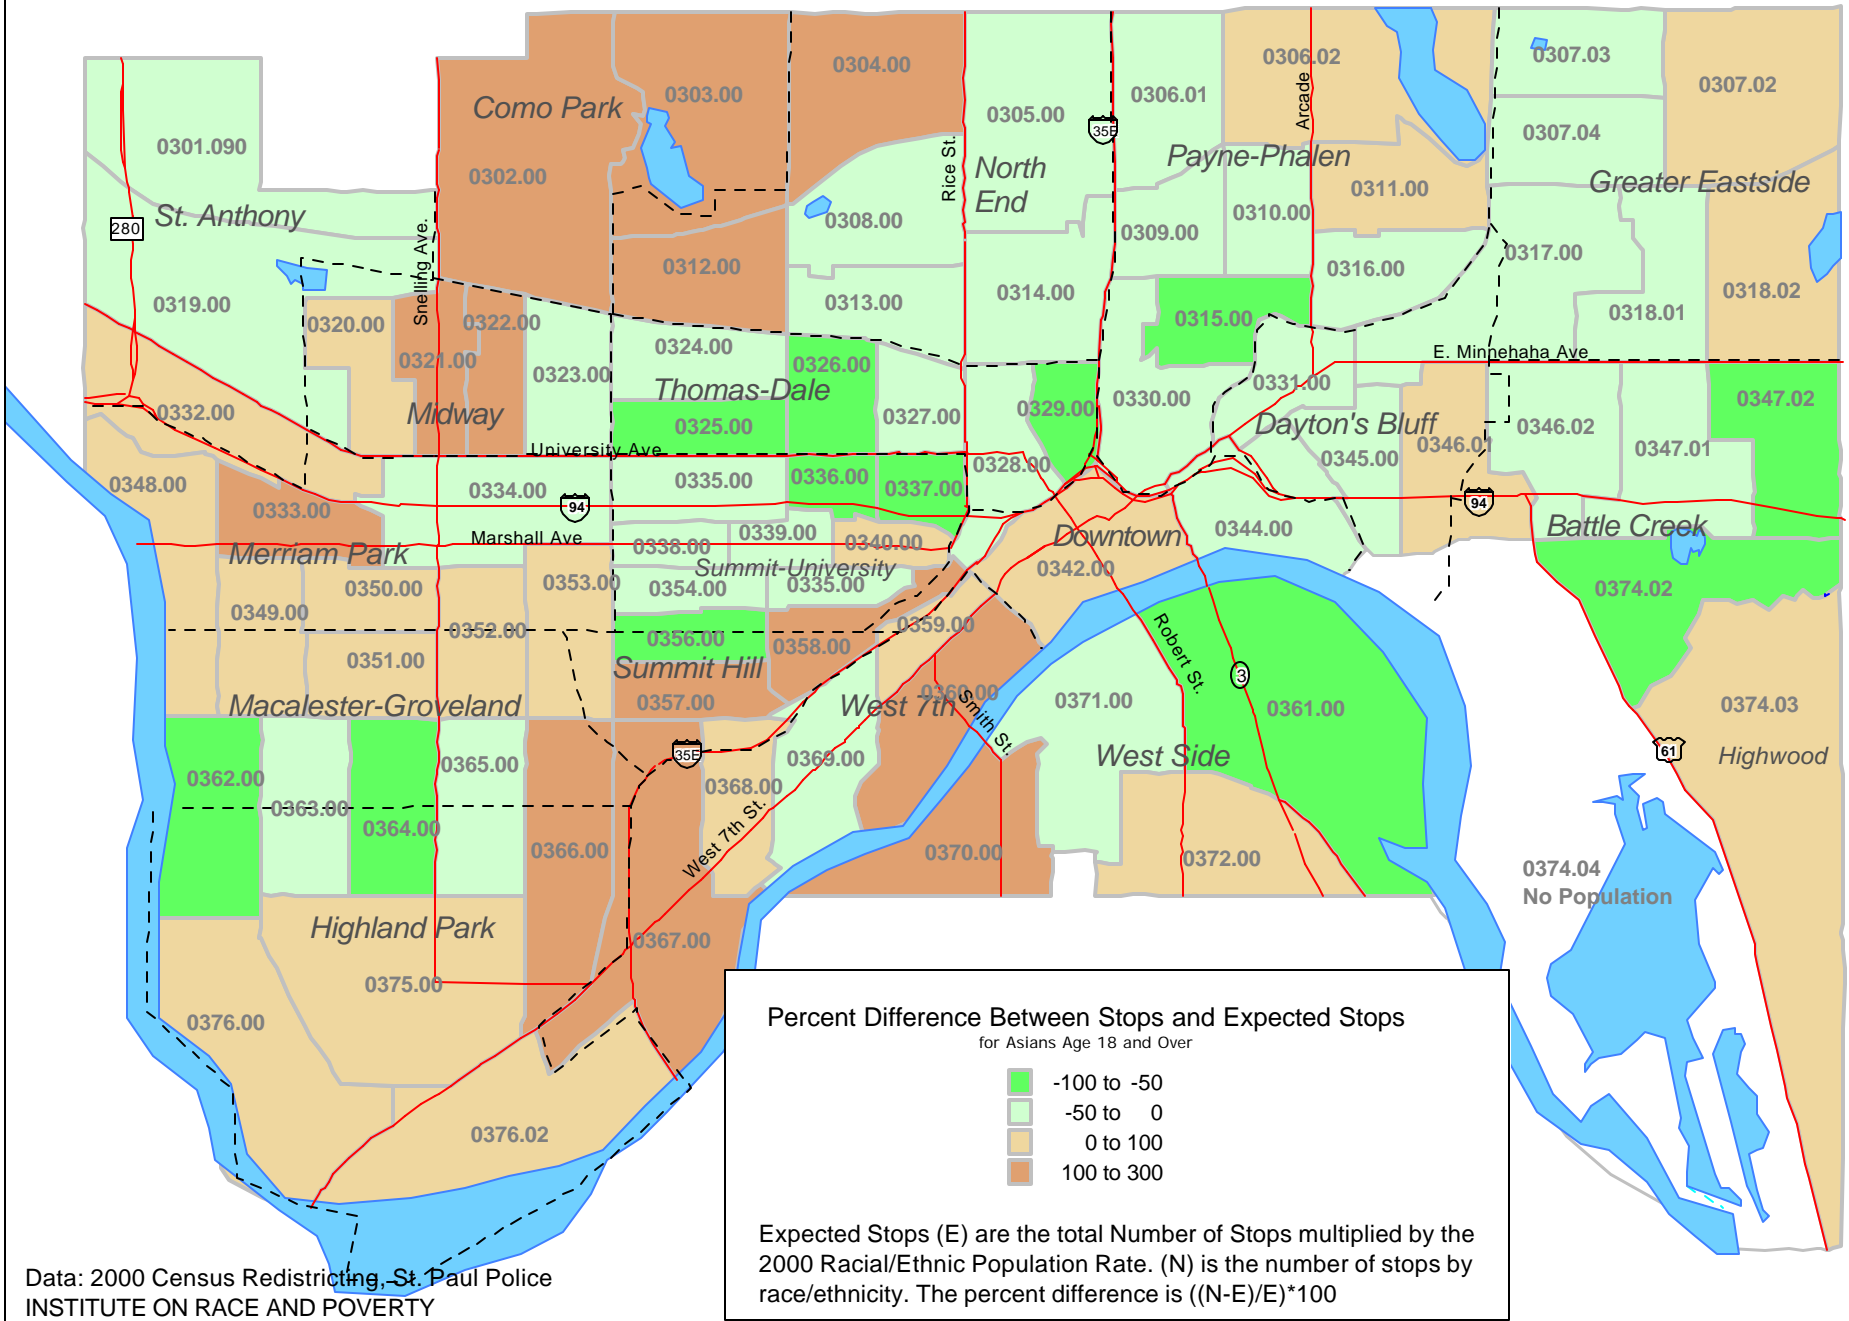 0304.00
0303.00
Como Park
0302.00
0301.090
St. Anthony
280
0305.00
North
End
Rice St.
35E
0306.01
0306.02
Arcade
Payne-Phalen
0307.03
0307.02
0307.04
Greater Eastside
0311.00
0310.00
0309.00
0308.00
0312.00
0313.00
0314.00
0315.00
0316.00
0317.00
0318.01
0318.02
Snelling Ave.
0319.00
0320.00
0321.00
0322.00
0323.00
0324.00
Thomas-Dale
0326.00
0325.00
0327.00
0329.00
0330.00
0331.00
E. Minnehaha Ave
Midway
0332.00
University Ave
0328.00
Dayton's Bluff
0345.00
0346.01
0346.02
0347.01
0347.02
0348.00
0333.00
0334.00
94
0335.00
0336.00
0337.00
94
Merriam Park
Marshall Ave
0338.00
0339.00
0340.00
Summit-University
Downtown
0342.00
0344.00
Battle Creek
0374.02
0349.00
0350.00
0353.00
0354.00
0335.00
0352.00
0351.00
0356.00
0358.00
0359.00
Summit Hill
0357.00
Macalester-Groveland
West 7th
0360.00
Smith St.
Robert St.
3
0371.00
0361.00
West Side
0374.03
Highwood
61
0362.00
0363.00
0364.00
0365.00
35E
0368.00
0369.00
West 7th St.
0366.00
0370.00
0372.00
0374.04
No Population
Highland Park
0367.00
0375.00
0376.00
0376.02
Percent Difference Between Stops and Expected Stops
for Asians Age 18 and Over
-100 to -50
-50 to 0
0 to 100
100 to 300
Expected Stops (E) are the total Number of Stops multiplied by the
2000 Racial/Ethnic Population Rate. (N) is the number of stops by
race/ethnicity. The percent difference is ((N-E)/E)*100
Data: 2000 Census Redistricting, St. Paul Police
INSTITUTE ON RACE AND POVERTY